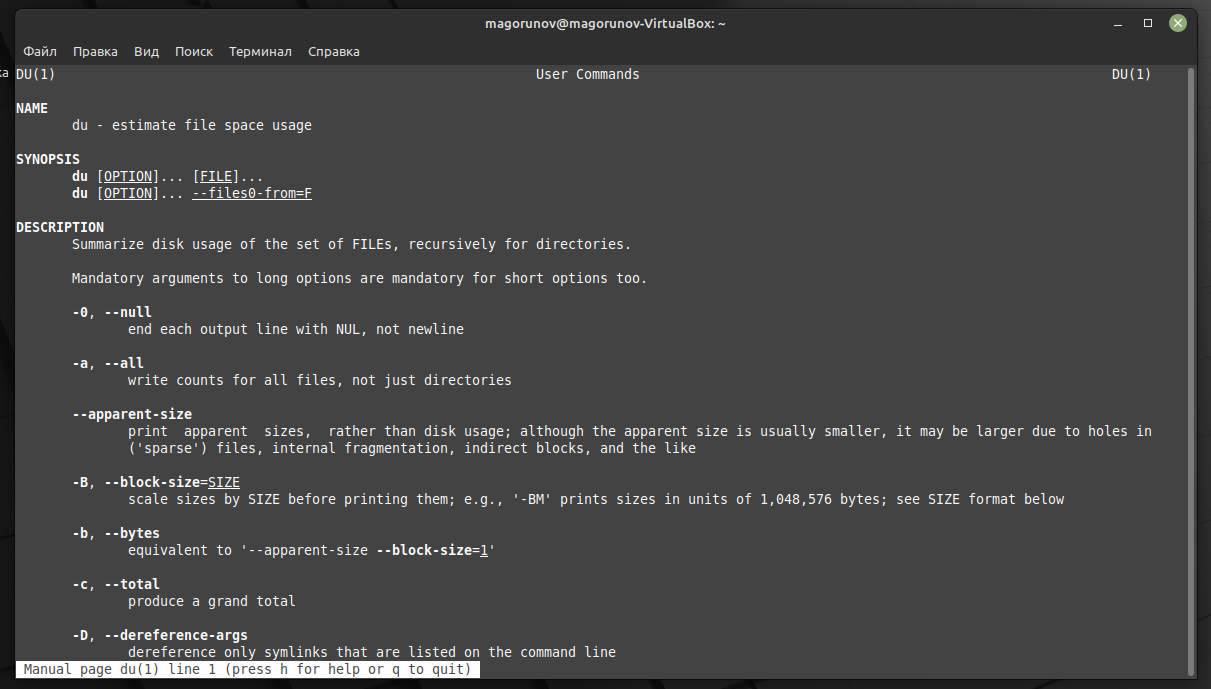 magorunov@magorunov-VirtualBox: ~
Файл Правка Вид Поиск Терминал Справка
DU(1) User Commands DU(1)
NAME
du - estimate file space usage
SYNOPSIS
du [OPTION]... [FILE]...
du [OPTION]... --files0-from=F
DESCRIPTION
Summarize disk usage of the set of FILEs, recursively for directories.
Mandatory arguments to long options are mandatory for short options too.
-0, --null
end each output line with NUL, not newline
-a, --all
write counts for all files, not just directories
--apparent-size
print apparent sizes, rather than disk usage; although the apparent size is usually smaller, it may be larger due to holes in
('sparse') files, internal fragmentation, indirect blocks, and the like
-B, --block-size=SIZE
scale sizes by SIZE before printing them; e.g., '-BM' prints sizes in units of 1,048,576 bytes; see SIZE format below
-b, --bytes
equivalent to '--apparent-size --block-size=1'
-c, --total
produce a grand total
-D, --dereference-args
dereference only symlinks that are listed on the command line
Manual page du(1) line 1 (press h for help or q to quit)